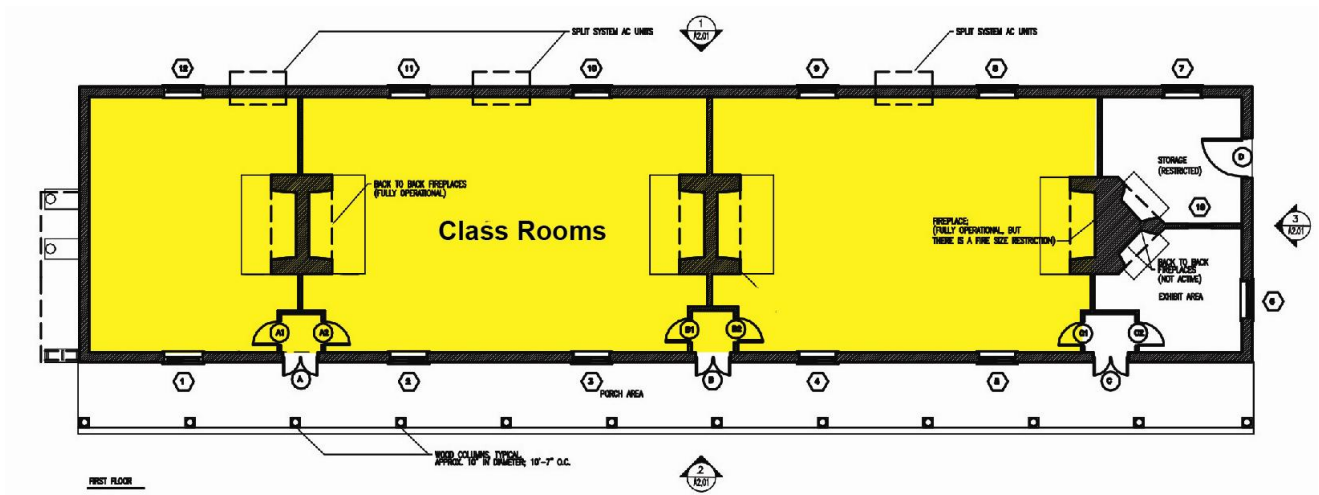 SPLIT SYSTEM AC UNITS
1
A2.01
SPLIT SYSTEM AC UNITS
12
11
10
9
8
7
D
STORAGE
(RESTRICTED)
BACK TO BACK FIREPLACES
(FULLY OPERATIONAL)
Class Rooms
FIREPLACE;
(FULLY OPERATIONAL, BUT
THERE IS A FIRE SIZE RESTRICTION)
3
A2.01
BACK TO BACK
FIREPLACES
(NOT ACTIVE)
EXHIBIT AREA
6
A1
A2
B1
B2
C1
C2
1
A
2
3
B
4
5
C
PORCH AREA
WOOD COLUMNS, TYPICAL
APPROX. 10" IN DIAMETER; 10'-7" O.C.
2
A2.01
FIRST FLOOR